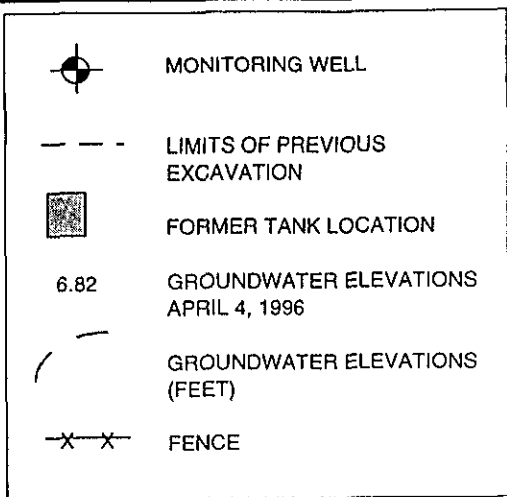 MONITORING WELL
LIMITS OF PREVIOUS
EXCAVATION
FORMER TANK LOCATION
6.82 GROUNDWATER ELEVATIONS
APRIL 4, 1996
GROUNDWATER ELEVATIONS
(FEET)
FENCE